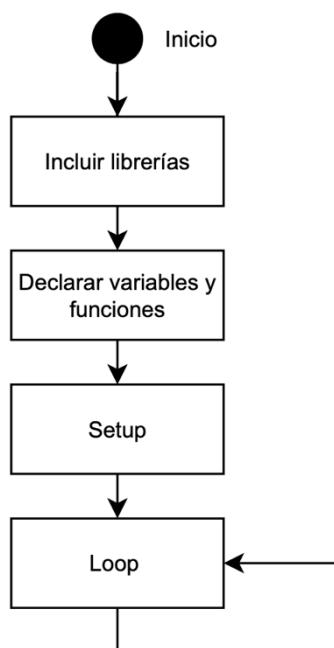 Inicio
Incluir librerías
Declarar variables y
funciones
Setup
Loop